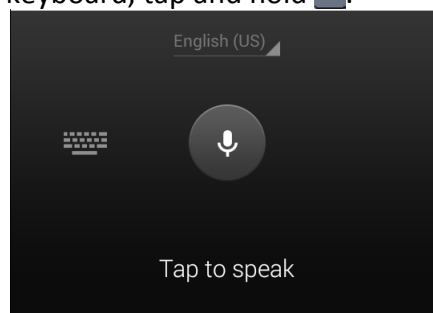 keyboard, tap and hold .
English (US)
Tap to speak